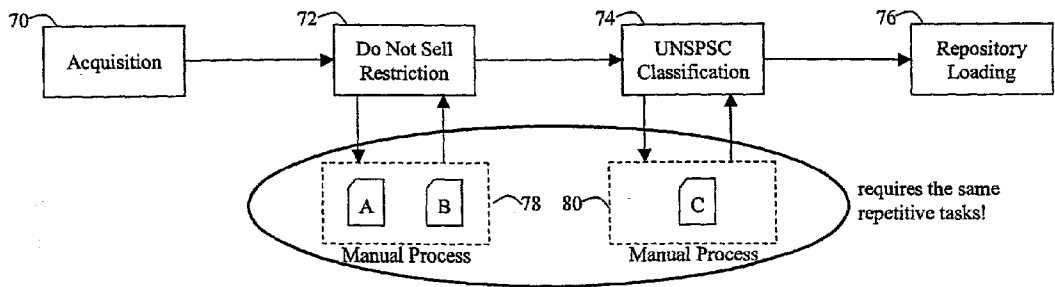 70
72
74
76
Acquisition
Do Not Sell
Restriction
UNSPSC
Classification
Repository
Loading
A
B
78
80
C
requires the same
repetitive tasks!
Manual Process
Manual Process